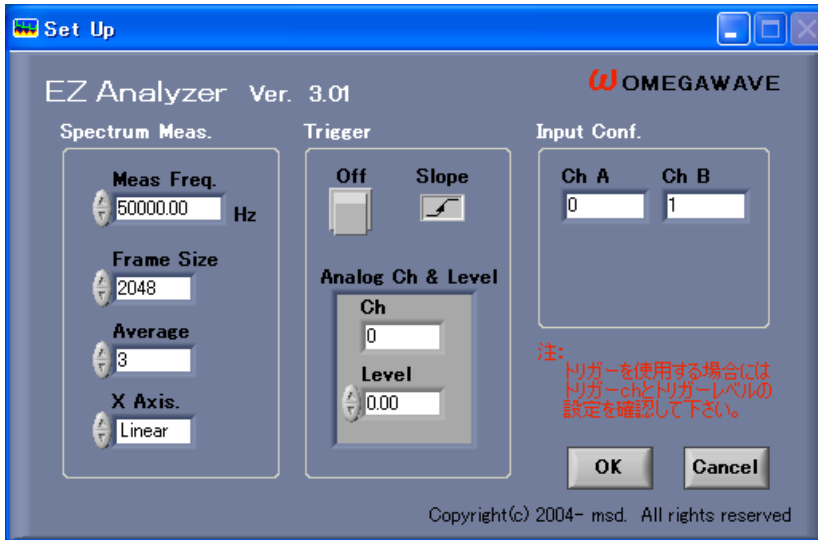 Set Up
EZ Analyzer Ver. 3.01
ω OMEGAWAVE
Spectrum Meas.
Meas Freq.
50000.00 Hz
Frame Size
2048
Average
3
X Axis.
Linear
Trigger
Off
Slope
Analog Ch & Level
Ch
0
Level
0.00
Input Conf.
Ch A
Ch B
0
1
注:
トリガーを使用する場合には
トリガーchとトリガーレベルの
設定を確認して下さい。
OK
Cancel
Copyright(c) 2004- msd. All rights reserved